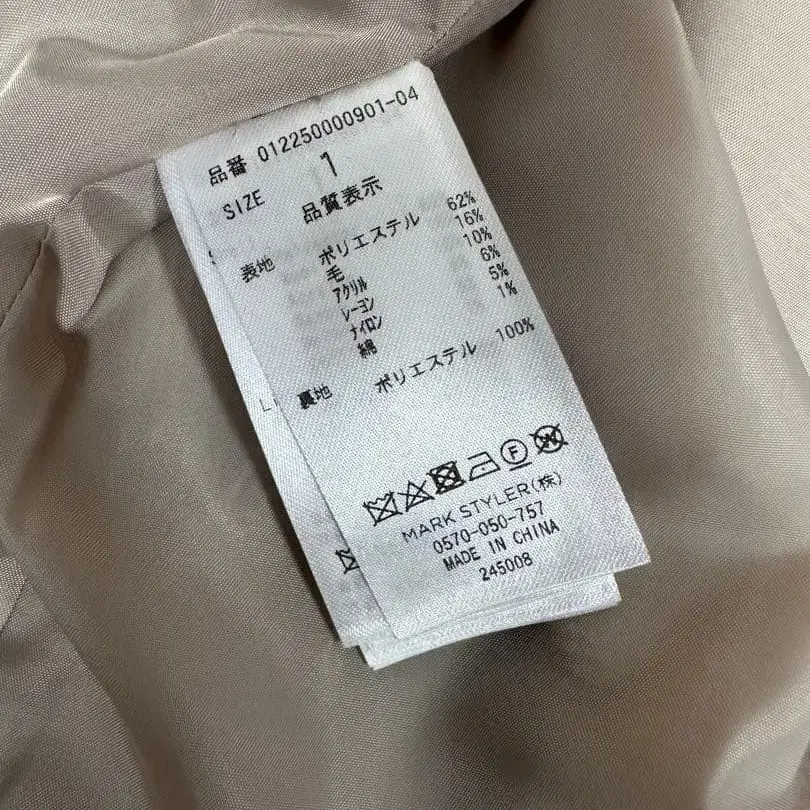 品番 012250000901-04
SIZE 1
品質表示
表地 ポリエステル 62%
毛 16%
アクリル 10%
レーヨン 6%
ナイロン 5%
綿 1%
裏地 ポリエステル 100%
F
W
MARK STYLER(株)
0570-050-757
MADE IN CHINA
245008